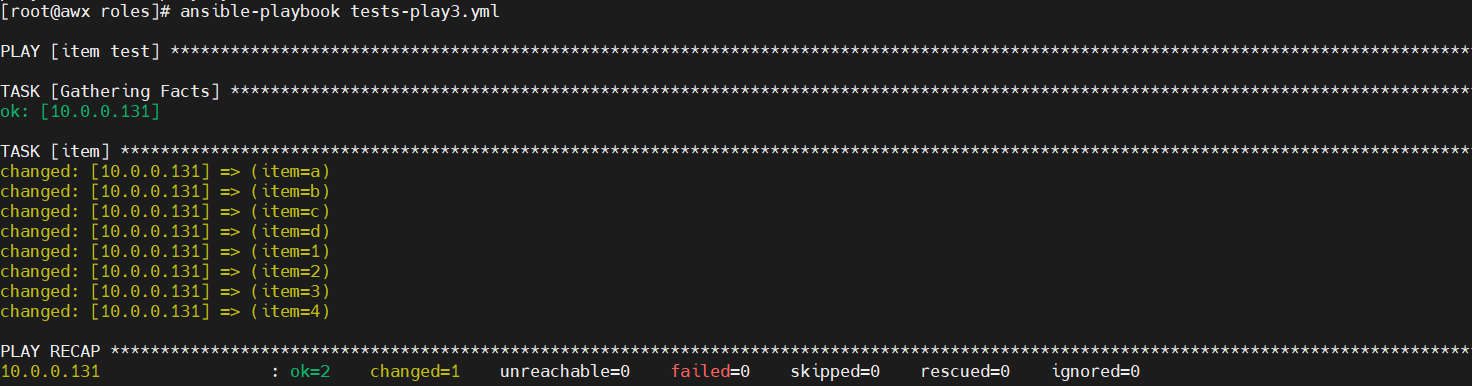 [root@awx roles]# ansible-playbook tests-play3.yml
PLAY [item test] ****************************************************************************************************************************************
TASK [Gathering Facts] **********************************************************************************************************************************
ok: [10.0.0.131]
TASK [item] *********************************************************************************************************************************************
changed: [10.0.0.131] => (item=a)
changed: [10.0.0.131] => (item=b)
changed: [10.0.0.131] => (item=c)
changed: [10.0.0.131] => (item=d)
changed: [10.0.0.131] => (item=1)
changed: [10.0.0.131] => (item=2)
changed: [10.0.0.131] => (item=3)
changed: [10.0.0.131] => (item=4)
PLAY RECAP **********************************************************************************************************************************************
10.0.0.131 : ok=2 changed=1 unreachable=0 failed=0 skipped=0 rescued=0 ignored=0